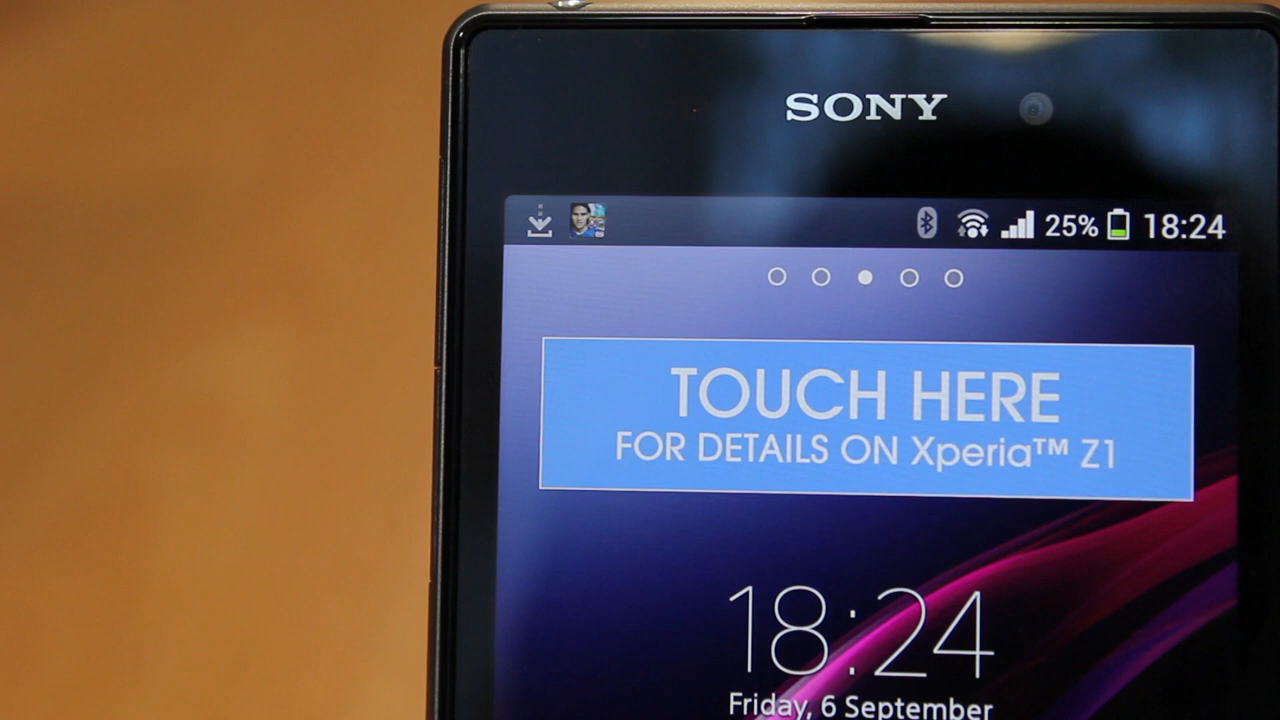 SONY
25% 18:24
TOUCH HERE
FOR DETAILS ON Xperia™ Z1
18:24
Friday, 6 September